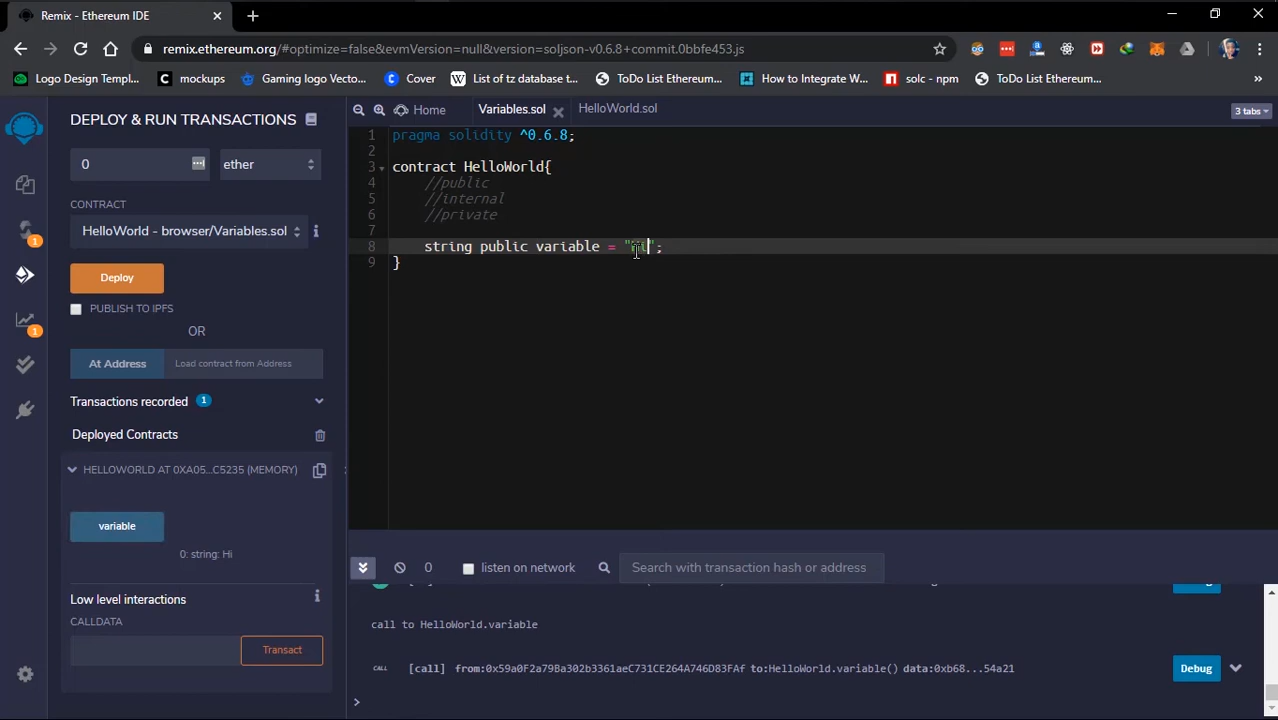 Remix - Ethereum IDE
remix.ethereum.org/#optimize=false&evmVersion=null&version=soljson-v0.6.8+commit.0bbfe453.js
Logo Design Templ...
mockups
Gaming logo Vecto...
Cover
List of tz database t...
ToDo List Ethereum...
How to Integrate W...
solc - npm
ToDo List Ethereum...
»
DEPLOY & RUN TRANSACTIONS
0
ether
CONTRACT
HelloWorld - browser/Variables.sol
Deploy
PUBLISH TO IPFS
OR
At Address
Load contract from Address
Transactions recorded 1
Deployed Contracts
HELLOWORLD AT 0XA05...C5235 (MEMORY)
variable
0: string: Hi
Low level interactions
CALLDATA
Transact
1
1
Home
Variables.sol
HelloWorld.sol
3 tabs
1 pragma solidity ^0.6.8;
2
3 contract HelloWorld{
4 //public
5 //internal
6 //private
7
8 string public variable = "Hi";
9 }
0
listen on network
Search with transaction hash or address
Debug
call to HelloWorld.variable
CALL [call] from:0x59a0F2a79Ba302b3361aeC731CE264A746D83FAf to:HelloWorld.variable() data:0xb68...54a21
Debug
>